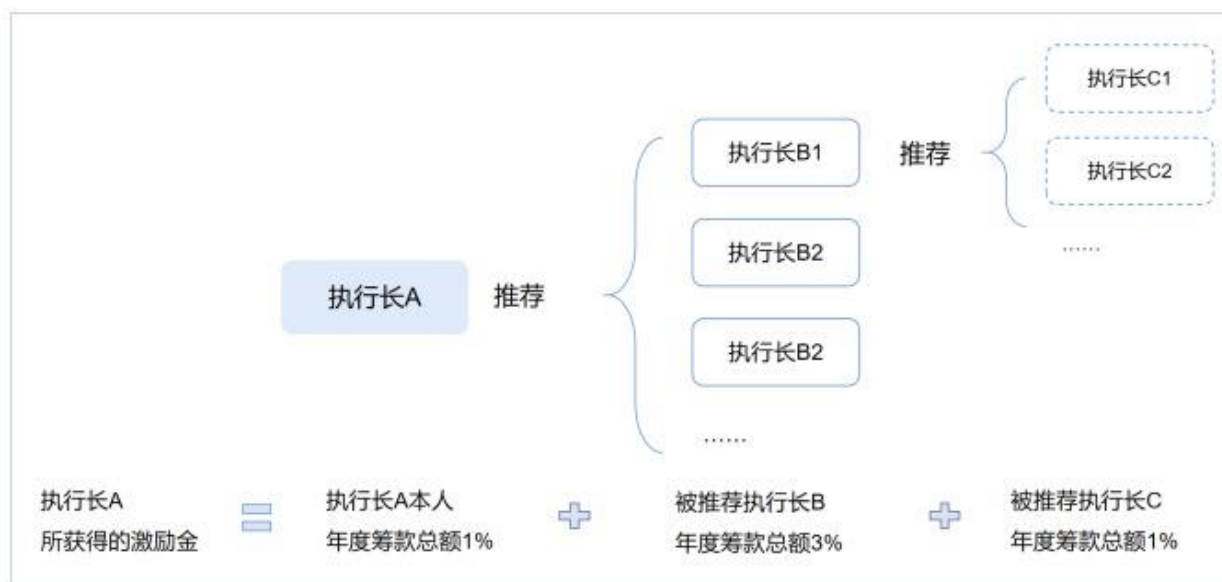 执行长C1
执行长B1
推荐
执行长C2
执行长B2
......
执行长A
推荐
执行长B2
......
执行长A
所获得的激励金
执行长A本人
年度筹款总额1%
被推荐执行长B
年度筹款总额3%
被推荐执行长C
年度筹款总额1%